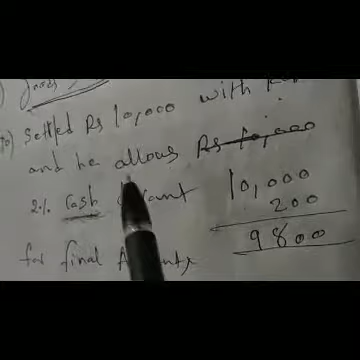 Settled Rs 10,000 with
and he allows Rs 10,000
2% Cash
10,000
200
9800
for final